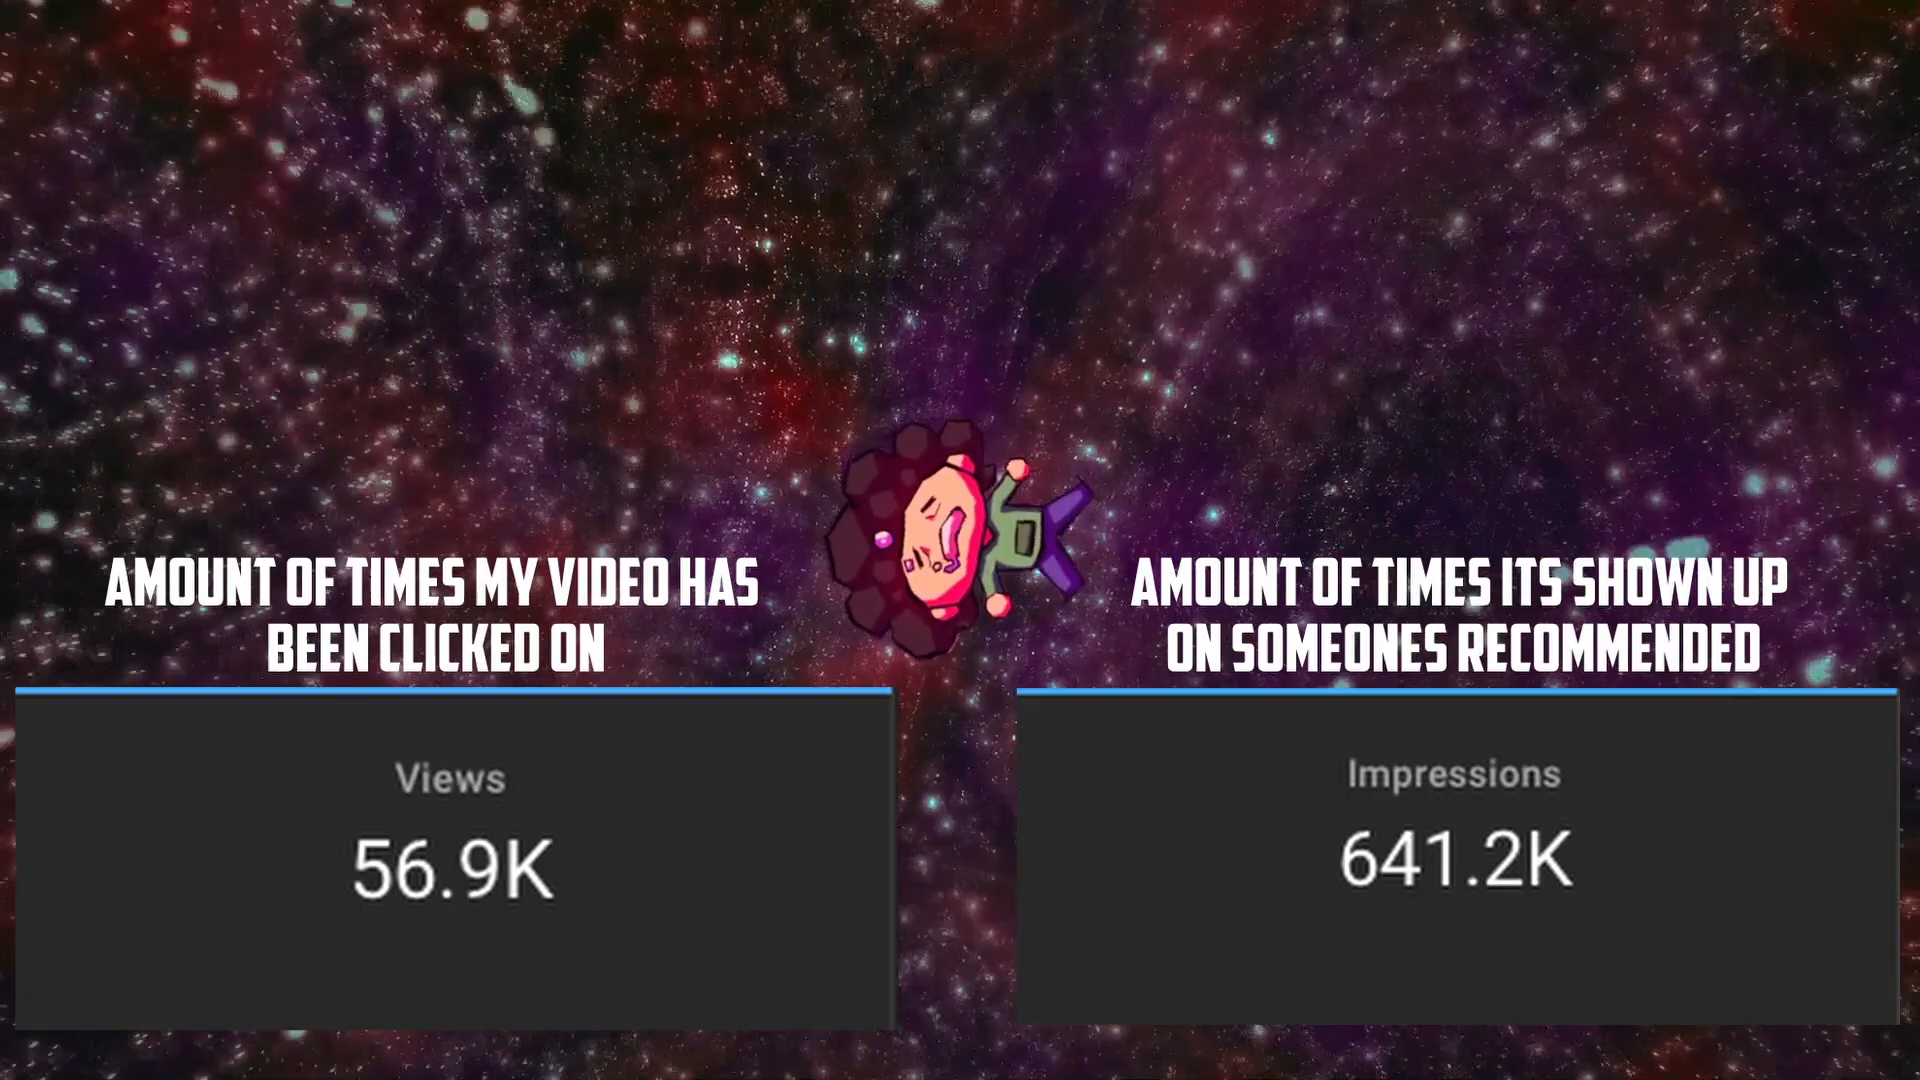 AMOUNT OF TIMES MY VIDEO HAS
BEEN CLICKED ON
Views
56.9K
AMOUNT OF TIMES ITS SHOWN UP
ON SOMEONES RECOMMENDED
Impressions
641.2K